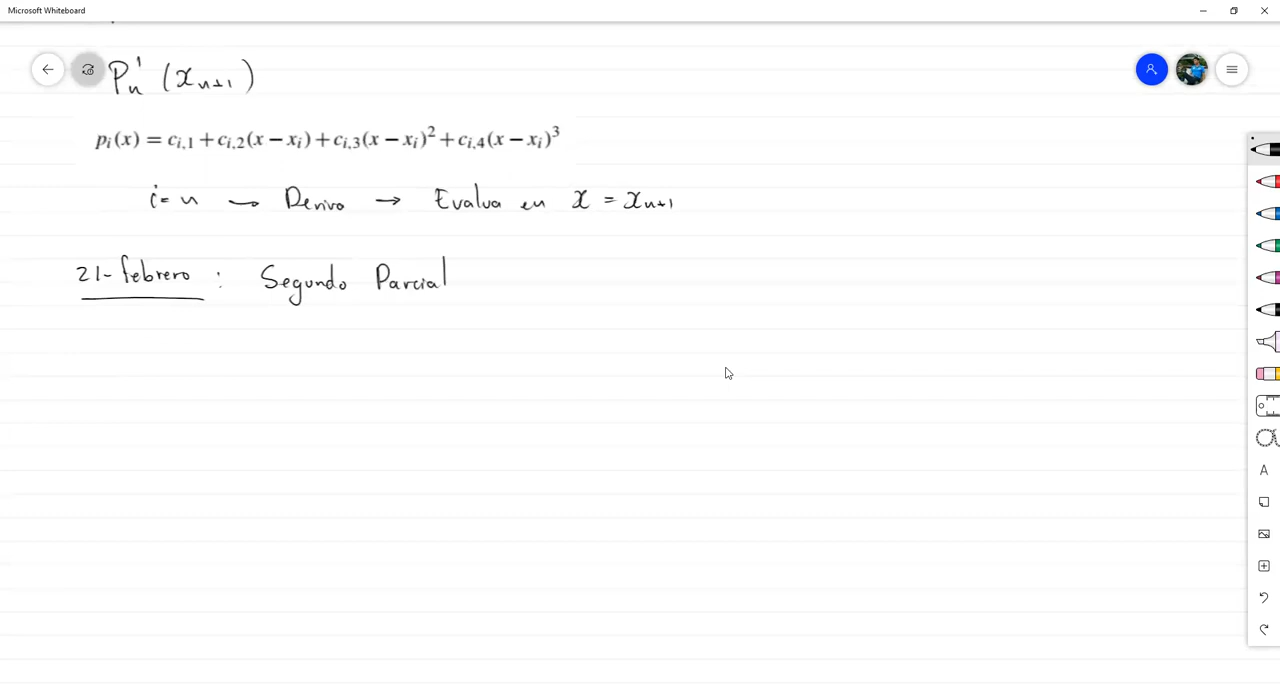 Microsoft Whiteboard
Pₙ' (xₙ₊₁)
pᵢ(x) = cᵢ,₁ + cᵢ,₂(x − xᵢ) + cᵢ,₃(x − xᵢ)² + cᵢ,₄(x − xᵢ)³
i = n → Derivo → Evalua en x = xₙ₊₁
21-febrero : Segundo Parcial
A